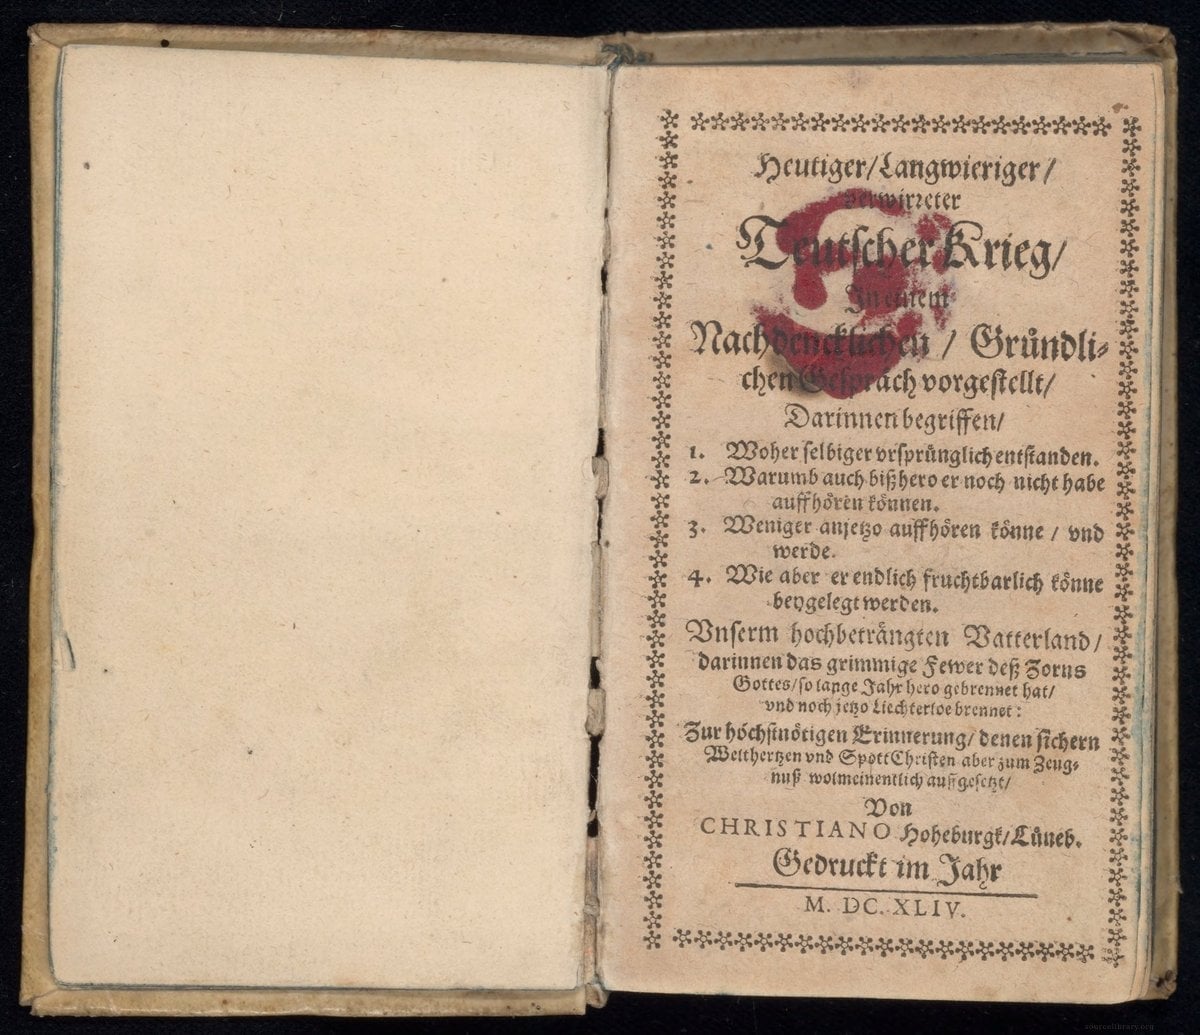 Heutiger/Langwieriger/
verwirreter
Teutscher Krieg/
In einem
Nachdencklichen / Gründli-
chen Gespräch vorgestellt/
Darinnen begriffen/
1. Woher selbiger vrsprünglich entstanden.
2. Warumb auch bißhero er noch nicht habe
auffhören können.
3. Weniger anjetzo auffhören könne / vnd
werde.
4. Wie aber er endlich fruchtbarlich könne
beygelegt werden.
Vnserm hochbeträngten Vatterland/
darinnen das grimmige Fewer deß Zorns
Gottes/so lange Jahr hero gebrennet hat/
vnd noch jetzo Liechterloe brennet:
Zur höchstnötigen Erinnerung/denen sichern
Welthertzen vnd SpottChristen aber zum Zeug-
nuß wolmeinentlich auffgesetzt/
Von
CHRISTIANO Hoheburgk/Lüneb.
Gedruckt im Jahr
M. DC. XLIV.
sourcelibrary.org